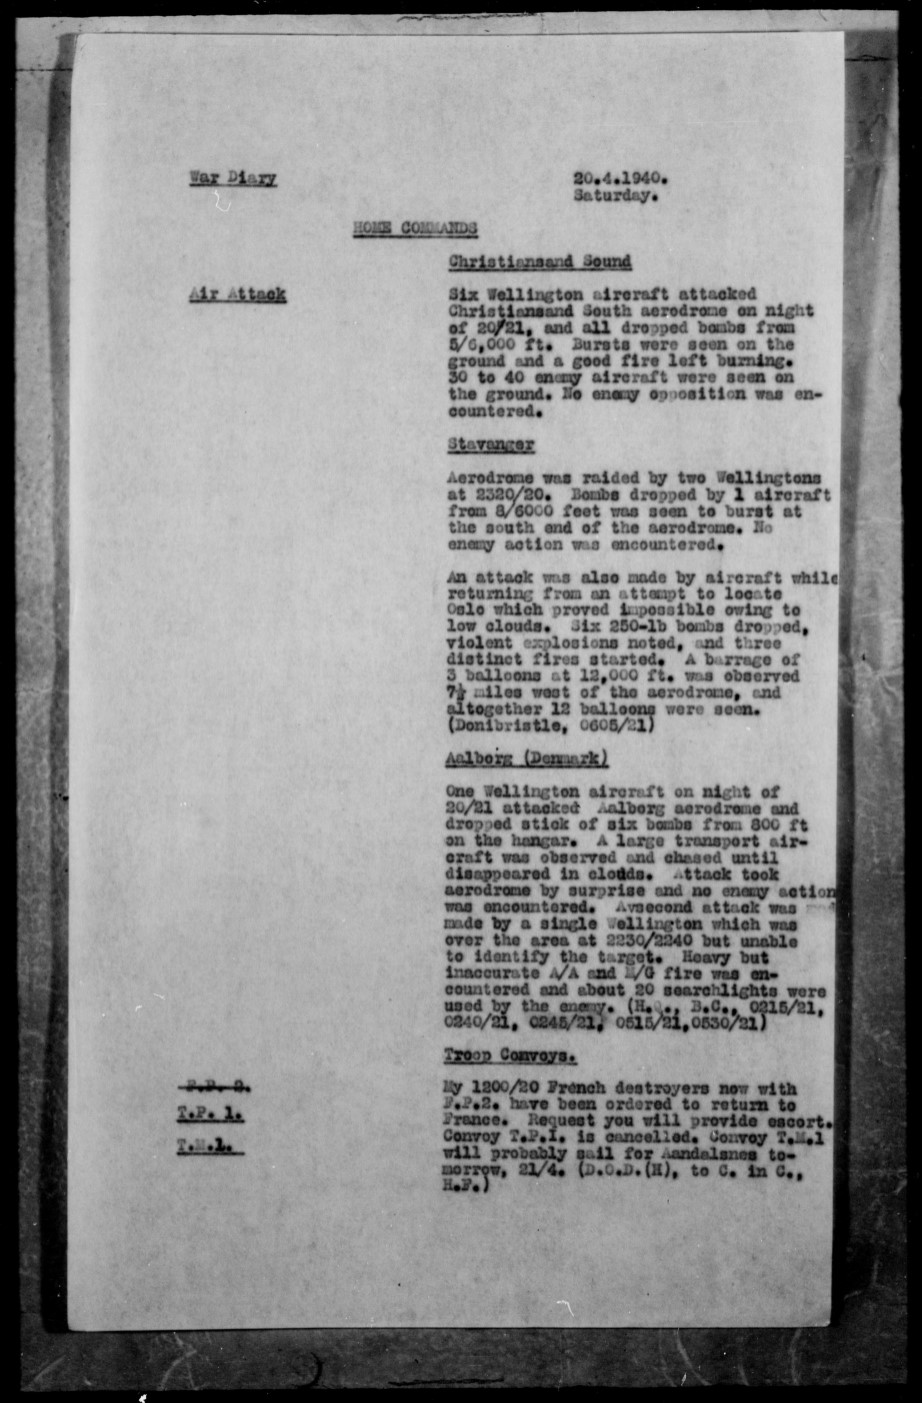 War Diary
20.4.1940.
Saturday.
HOME COMMANDS
Christiansand Sound
Air Attack
Six Wellington aircraft attacked
Christiansand South aerodrome on night
of 20/21, and all dropped bombs from
5/6,000 ft. Bursts were seen on the
ground and a good fire left burning.
30 to 40 enemy aircraft were seen on
the ground. No enemy opposition was en-
countered.
Stavanger
Aerodrome was raided by two Wellingtons
at 2320/20. Bombs dropped by 1 aircraft
from 8/6000 feet was seen to burst at
the south end of the aerodrome. No
enemy action was encountered.
An attack was also made by aircraft while
returning from an attempt to locate
Oslo which proved impossible owing to
low clouds. Six 250-lb bombs dropped,
violent explosions noted, and three
distinct fires started. A barrage of
3 balloons at 12,000 ft. was observed
7½ miles west of the aerodrome, and
altogether 12 balloons were seen.
(Donibristle, 0605/21)
Aalborg (Denmark)
One Wellington aircraft on night of
20/21 attacked Aalborg aerodrome and
dropped stick of six bombs from 800 ft
on the hangar. A large transport air-
craft was observed and chased until
disappeared in clouds. Attack took
aerodrome by surprise and no enemy action
was encountered. Avsecond attack was
made by a single Wellington which was
over the area at 2230/2240 but unable
to identify the target. Heavy but
inaccurate A/A and M/G fire was en-
countered and about 20 searchlights were
used by the enemy. (H.Q., B.C., 0215/21,
0240/21, 0245/21, 0515/21,0530/21)
Troop Convoys.
F.P. 2.
T.P. 1.
T.M.1.
My 1200/20 French destroyers now with
F.P.2. have been ordered to return to
France. Request you will provide escort.
Convoy T.P.I. is cancelled. Convoy T.M.1
will probably sail for Aandalsnes to-
morrow, 21/4. (D.O.D.(H), to C. in C.,
H.F.)